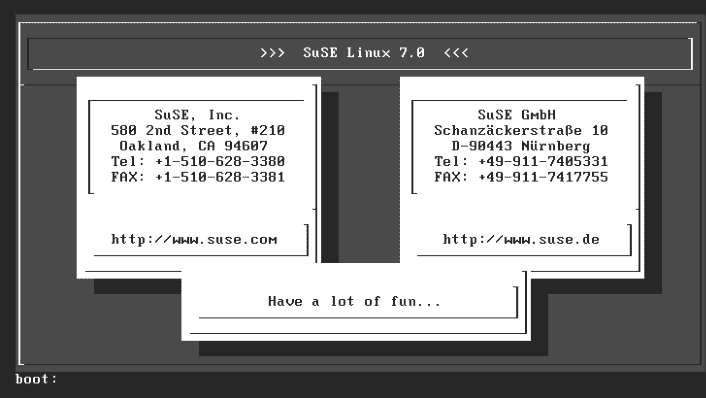 >>> SuSE Linux 7.0 <<<
SuSE, Inc.
580 2nd Street, #210
Oakland, CA 94607
Tel: +1-510-628-3380
FAX: +1-510-628-3381
http://www.suse.com
SuSE GmbH
Schanzäckerstraße 10
D-90443 Nürnberg
Tel: +49-911-7405331
FAX: +49-911-7417755
http://www.suse.de
Have a lot of fun...
boot: